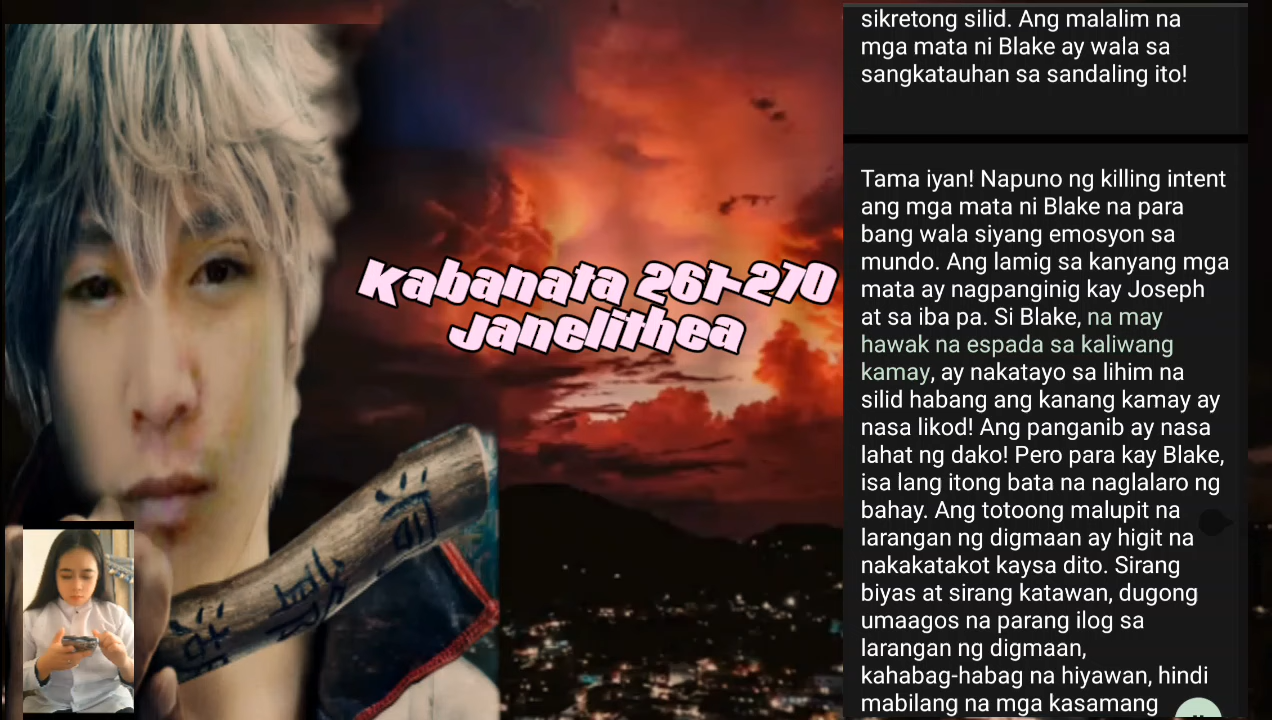 Kabanata 261-270
Janelithea
sikretong silid. Ang malalim na
mga mata ni Blake ay wala sa
sangkatauhan sa sandaling ito!
Tama iyan! Napuno ng killing intent
ang mga mata ni Blake na para
bang wala siyang emosyon sa
mundo. Ang lamig sa kanyang mga
mata ay nagpanginig kay Joseph
at sa iba pa. Si Blake, na may
hawak na espada sa kaliwang
kamay, ay nakatayo sa lihim na
silid habang ang kanang kamay ay
nasa likod! Ang panganib ay nasa
lahat ng dako! Pero para kay Blake,
isa lang itong bata na naglalaro ng
bahay. Ang totoong malupit na
larangan ng digmaan ay higit na
nakakatakot kaysa dito. Sirang
biyas at sirang katawan, dugong
umaagos na parang ilog sa
larangan ng digmaan,
kahabag-habag na hiyawan, hindi
mabilang na mga kasamang